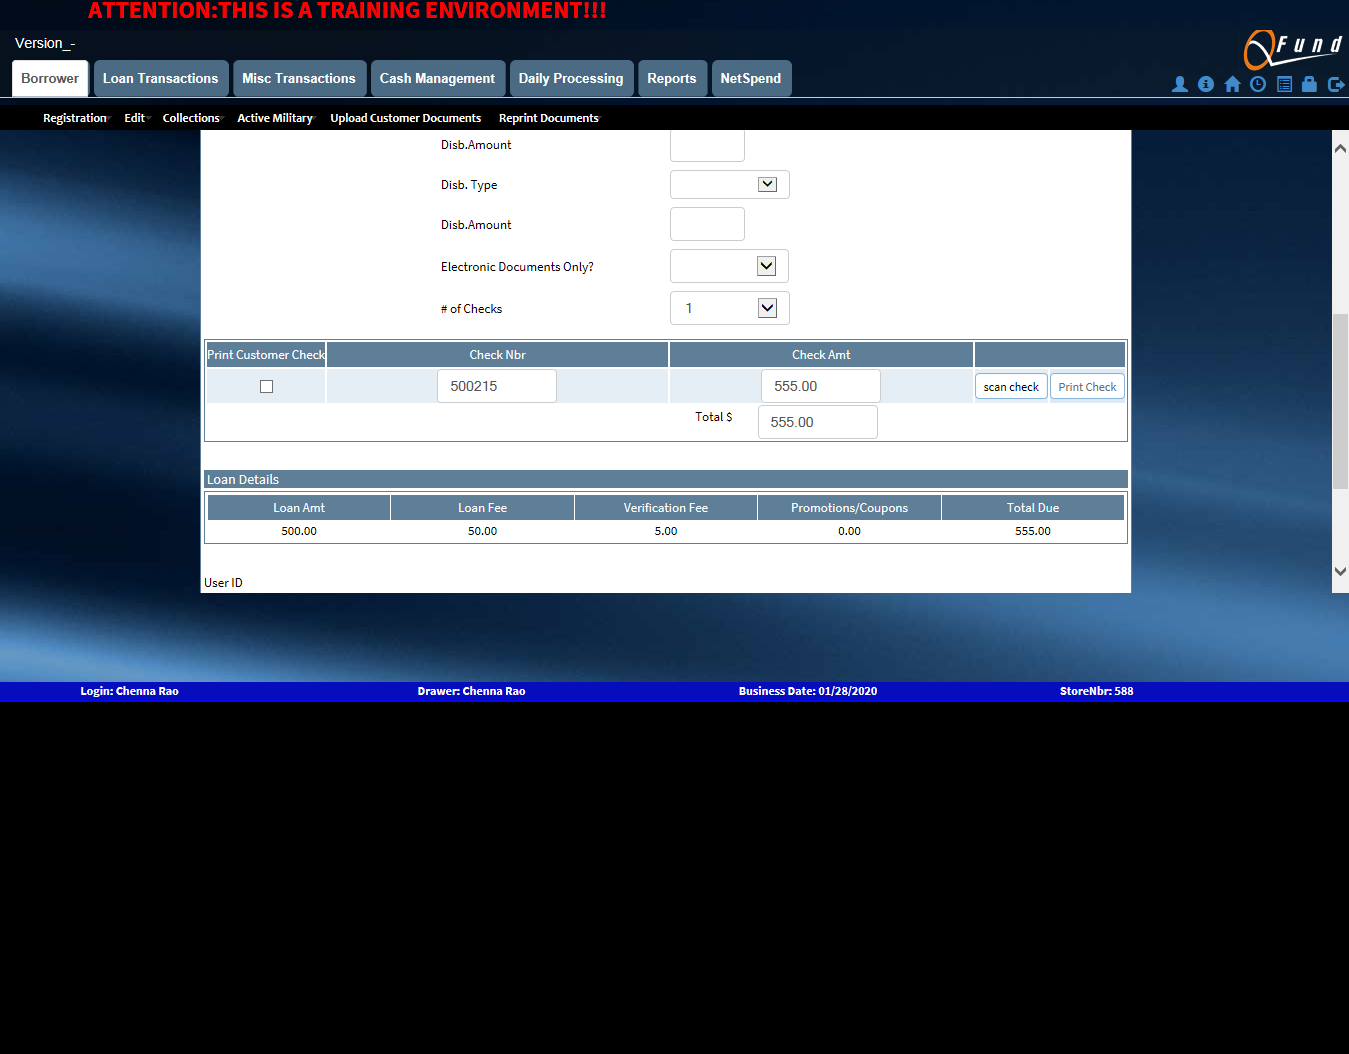 ATTENTION:THIS IS A TRAINING ENVIRONMENT!!!
Version_-
Fund
Borrower Loan Transactions Misc Transactions Cash Management Daily Processing Reports NetSpend
Registration Edit Collections Active Military Upload Customer Documents Reprint Documents
Disb.Amount
Disb. Type
Disb.Amount
Electronic Documents Only?
# of Checks 1
Print Customer Check Check Nbr Check Amt
500215 555.00 scan check Print Check
Total $ 555.00
Loan Details
Loan Amt Loan Fee Verification Fee Promotions/Coupons Total Due
500.00 50.00 5.00 0.00 555.00
User ID
Login: Chenna Rao Drawer: Chenna Rao Business Date: 01/28/2020 StoreNbr: 588